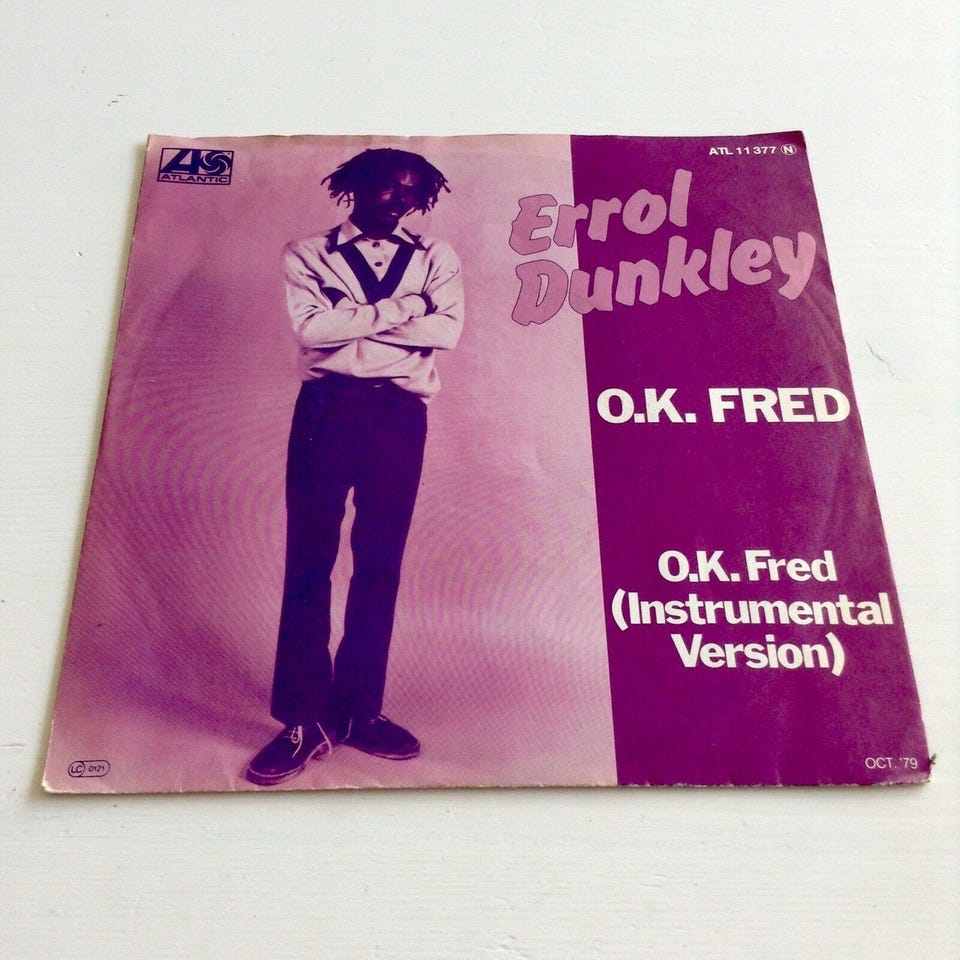 ATLANTIC
ATL 11 377 Ⓝ
Errol
Dunkley
O.K. FRED
O.K. Fred
(Instrumental
Version)
LC 0121
OCT. '79